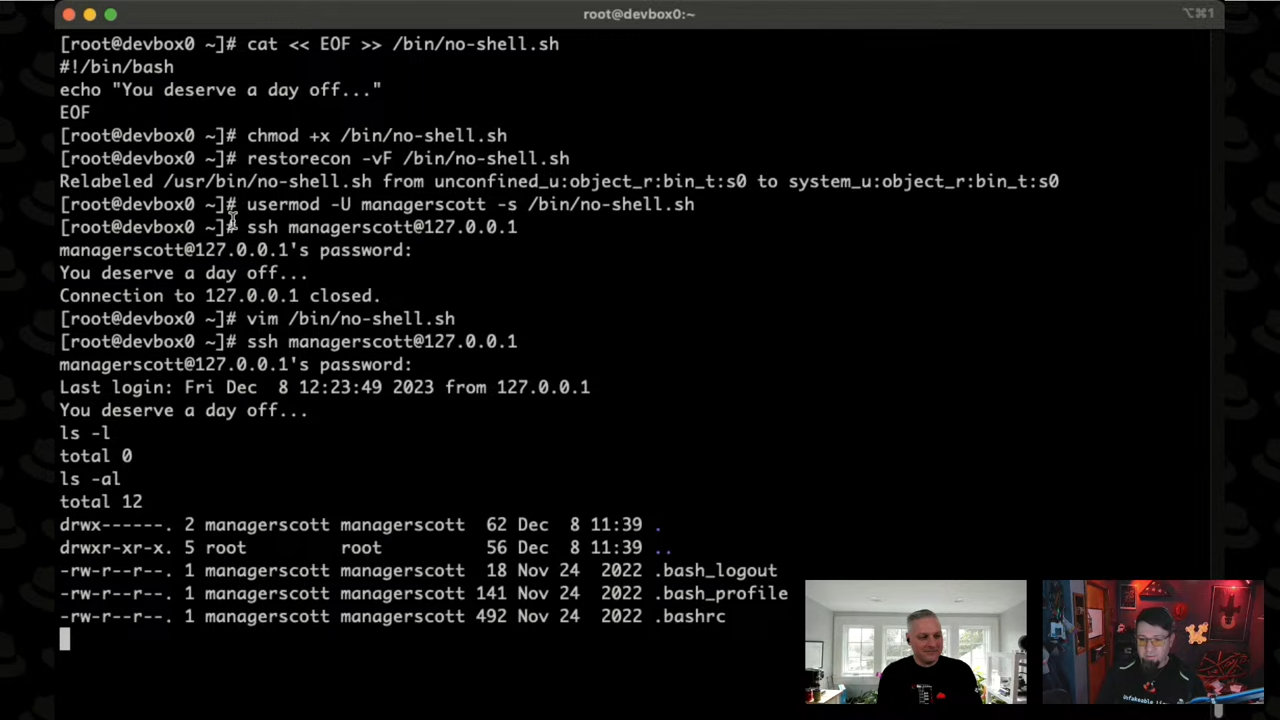 root@devbox0:~
⌥⌘1
[root@devbox0 ~]# cat << EOF >> /bin/no-shell.sh
#!/bin/bash
echo "You deserve a day off..."
EOF
[root@devbox0 ~]# chmod +x /bin/no-shell.sh
[root@devbox0 ~]# restorecon -vF /bin/no-shell.sh
Relabeled /usr/bin/no-shell.sh from unconfined_u:object_r:bin_t:s0 to system_u:object_r:bin_t:s0
[root@devbox0 ~]# usermod -U managerscott -s /bin/no-shell.sh
[root@devbox0 ~]# ssh managerscott@127.0.0.1
managerscott@127.0.0.1's password:
You deserve a day off...
Connection to 127.0.0.1 closed.
[root@devbox0 ~]# vim /bin/no-shell.sh
[root@devbox0 ~]# ssh managerscott@127.0.0.1
managerscott@127.0.0.1's password:
Last login: Fri Dec  8 12:23:49 2023 from 127.0.0.1
You deserve a day off...
ls -l
total 0
ls -al
total 12
drwx------. 2 managerscott managerscott  62 Dec  8 11:39 .
drwxr-xr-x. 5 root         root          56 Dec  8 11:39 ..
-rw-r--r--. 1 managerscott managerscott  18 Nov 24  2022 .bash_logout
-rw-r--r--. 1 managerscott managerscott 141 Nov 24  2022 .bash_profile
-rw-r--r--. 1 managerscott managerscott 492 Nov 24  2022 .bashrc